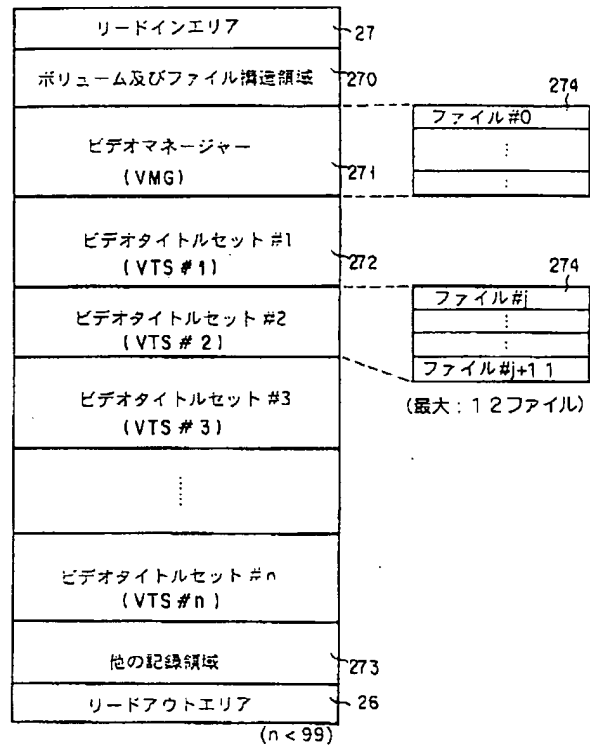 リードインエリア
27
ボリューム及びファイル構造領域
270
ビデオマネージャー
(VMG)
271
274
ファイル#0
⋮
⋮
ビデオタイトルセット #1
(VTS #1)
272
ビデオタイトルセット #2
(VTS # 2)
274
ファイル#j
⋮
⋮
ファイル#j+1 1
(最大:12ファイル)
ビデオタイトルセット #3
(VTS # 3)
⋮
ビデオタイトルセット #n
(VTS #n)
他の記録領域
273
リードアウトエリア
26
(n < 99)